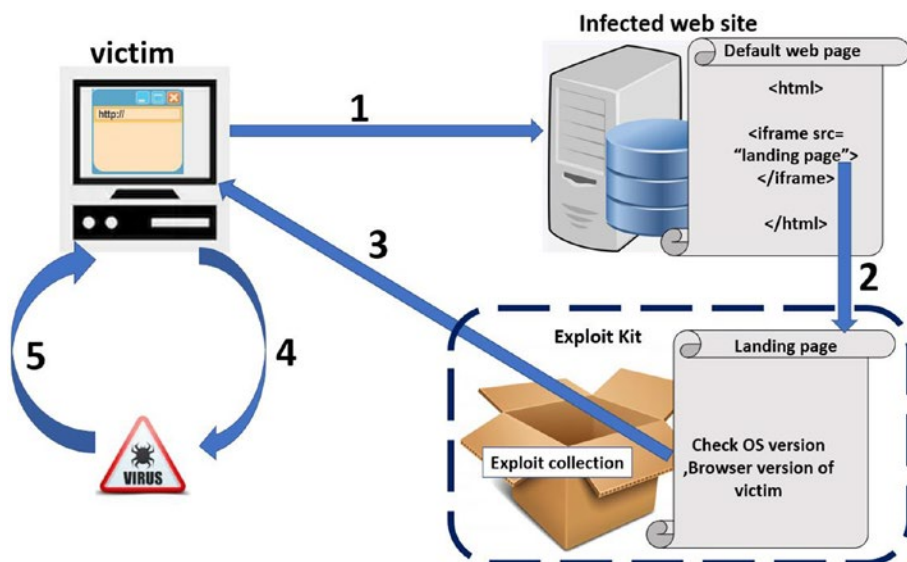 victim
http://
1
Infected web site
Default web page
<html>
<iframe src=
“landing page”>
</iframe>
</html>
2
3
4
5
VIRUS
Exploit Kit
Exploit collection
Landing page
Check OS version
,Browser version of
victim